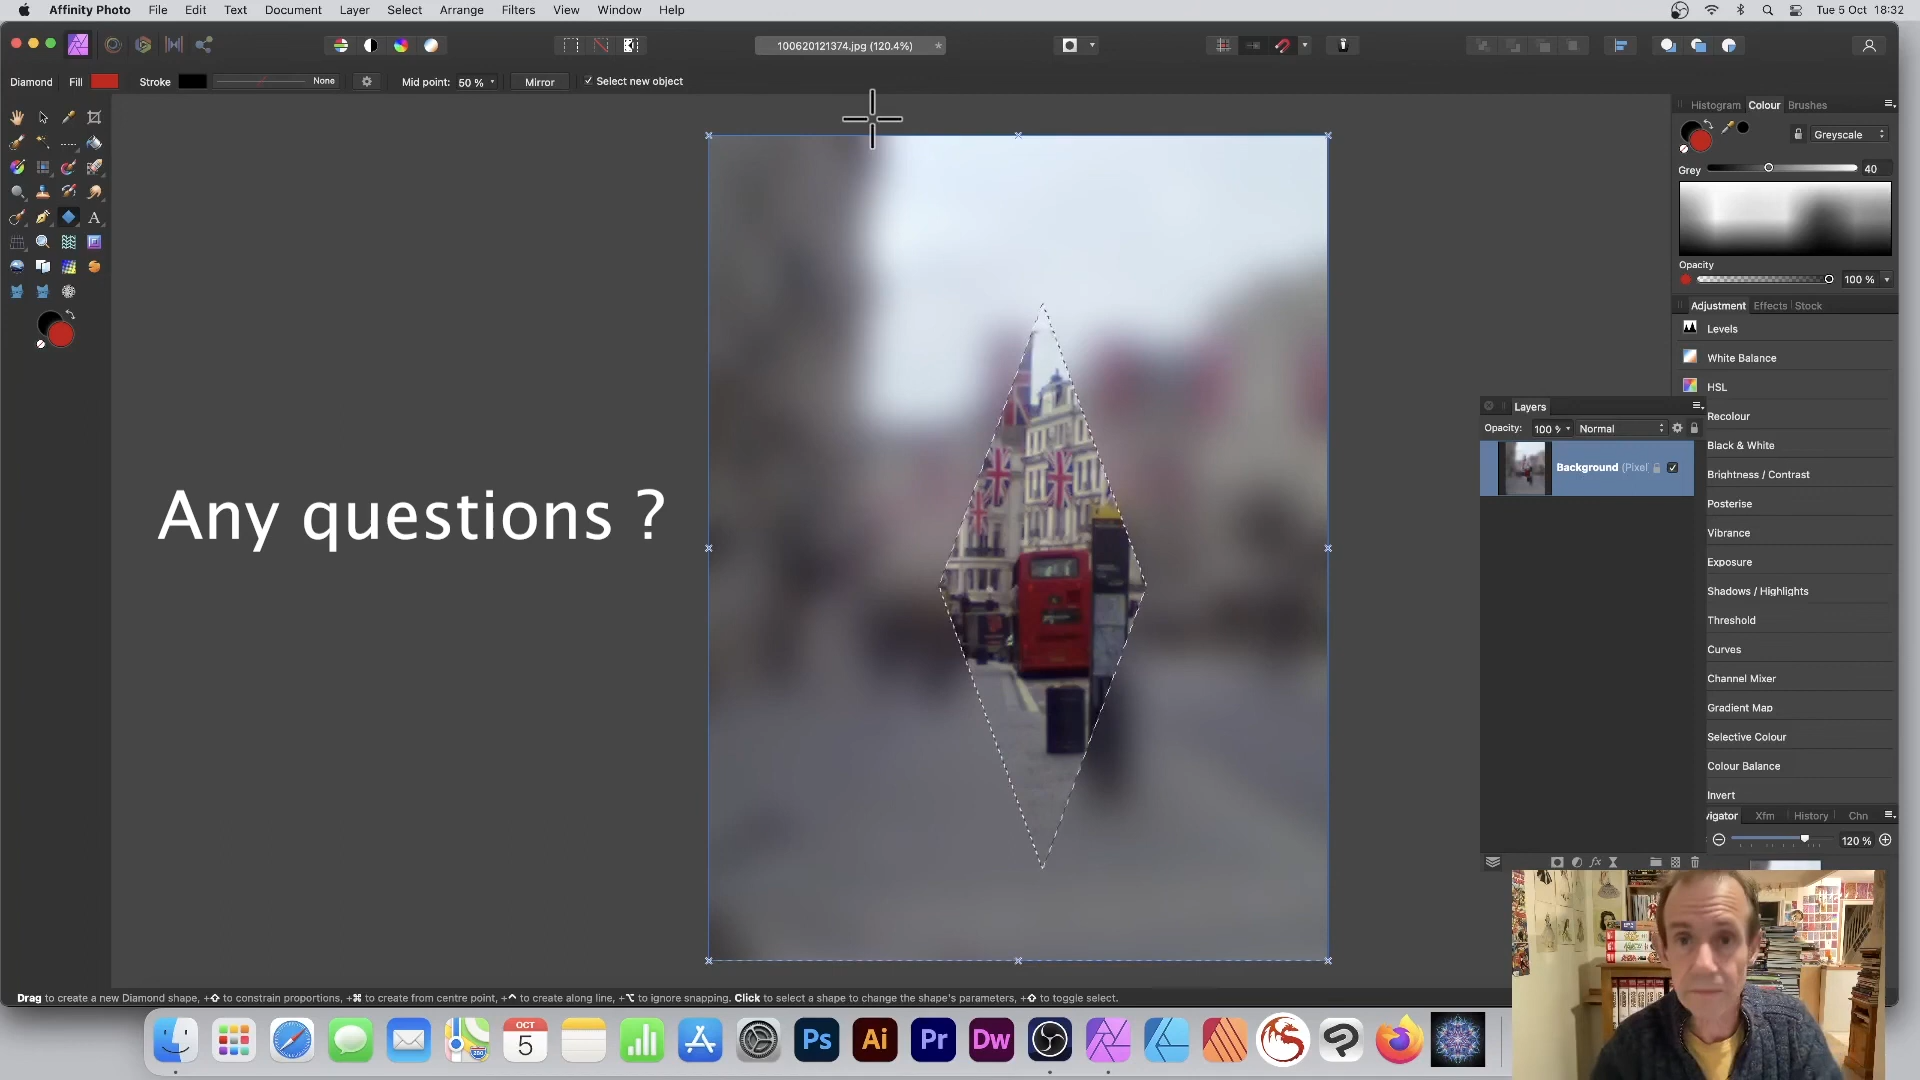 Affinity Photo File Edit Text Document Layer Select Arrange Filters View Window Help Tue 5 Oct 18:32
100620121374.jpg (120.4%) *
Diamond Fill Stroke None Mid point: 50 % Mirror Select new object
Histogram Colour Brushes
Greyscale
Grey 40
Opacity
100 %
Adjustment Effects Stock
Levels
White Balance
HSL
Recolour
Black & White
Brightness / Contrast
Posterise
Vibrance
Exposure
Shadows / Highlights
Threshold
Curves
Channel Mixer
Gradient Map
Selective Colour
Colour Balance
Invert
Layers
Opacity: 100 % Normal
Background (Pixel)
vigator Xfm History Chn
120 %
Any questions ?
Drag to create a new Diamond shape, +⇧ to constrain proportions, +⌘ to create from centre point, +^ to create along line, +⌥ to ignore snapping. Click to select a shape to change the shape's parameters, +⇧ to toggle select.
OCT
5
Ps Ai Pr Dw